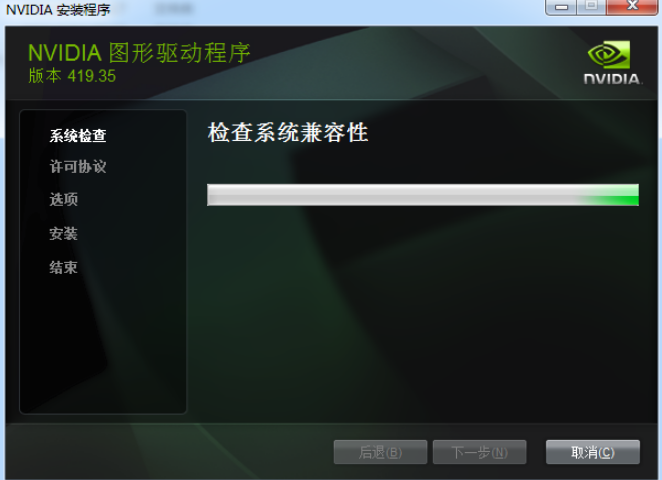 NVIDIA 安装程序
NVIDIA 图形驱动程序
版本 419.35
NVIDIA.
系统检查
许可协议
选项
安装
结束
检查系统兼容性
后退(B)
下一步(N)
取消(C)